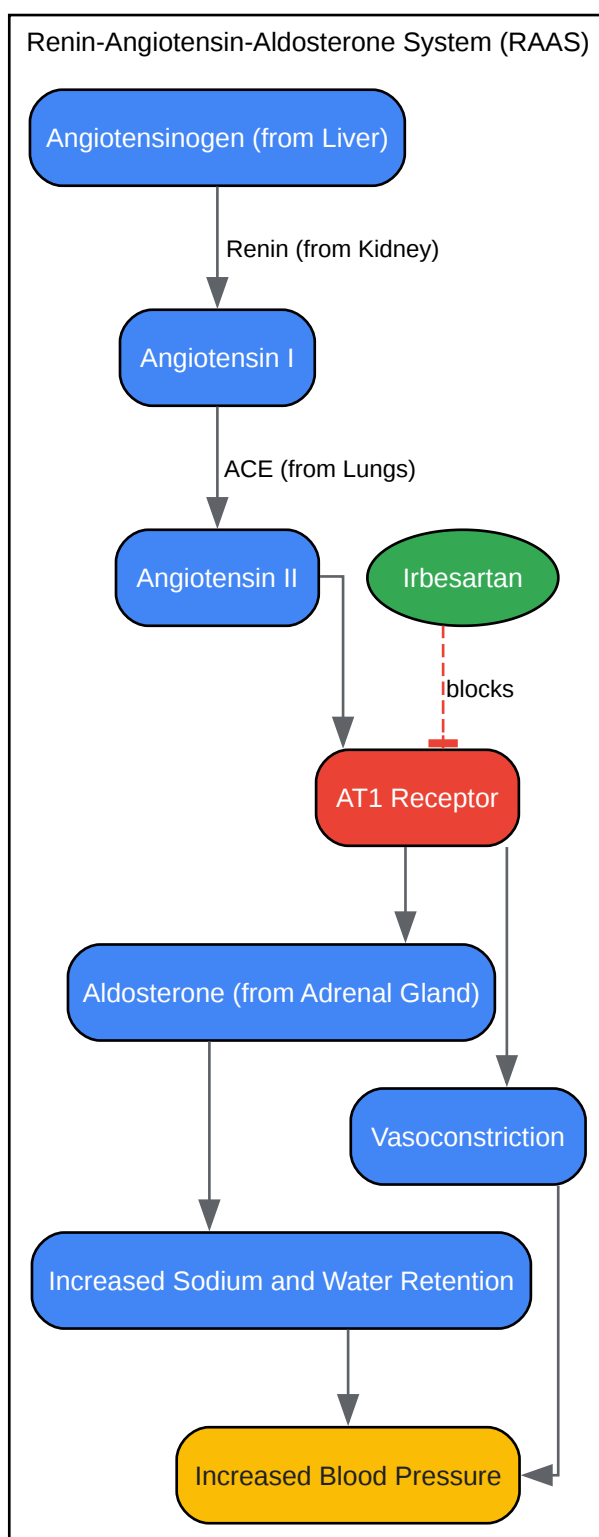 Renin-Angiotensin-Aldosterone System (RAAS)
Angiotensinogen (from Liver)
Renin (from Kidney)
Angiotensin I
ACE (from Lungs)
Angiotensin II
Irbesartan
blocks
AT1 Receptor
Aldosterone (from Adrenal Gland)
Vasoconstriction
Increased Sodium and Water Retention
Increased Blood Pressure